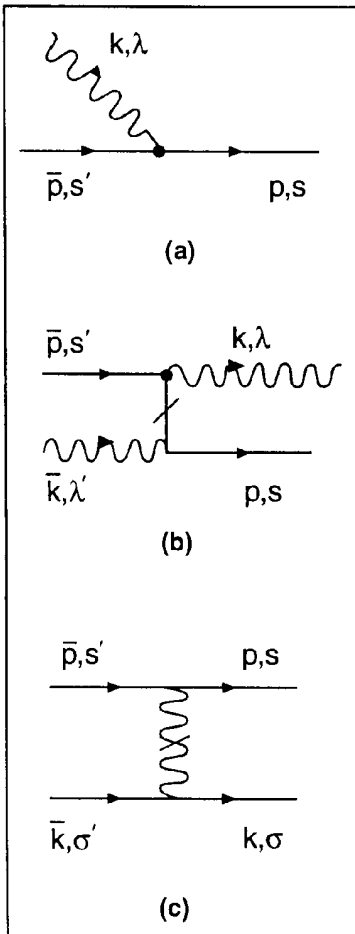 k,λ
p̄,s′ p,s
(a)
p̄,s′ k,λ
k̄,λ′ p,s
(b)
p̄,s′ p,s
k̄,σ′ k,σ
(c)